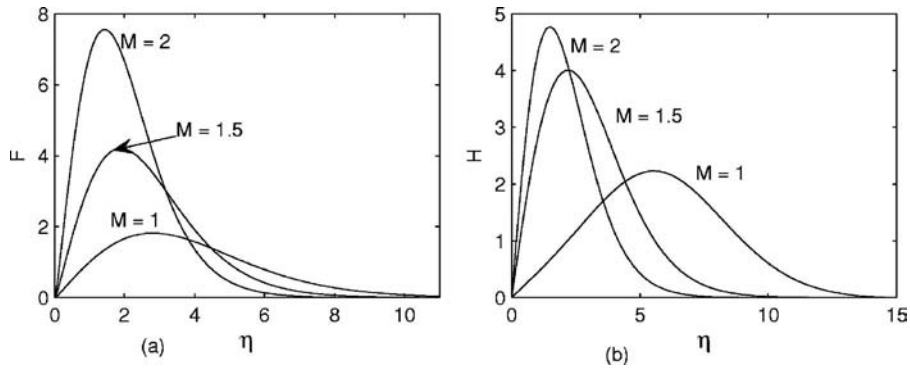 8
6
4
2
0
F
M = 2
M = 1.5
M = 1
0 2 4 6 8 10
η
(a)
5
4
3
2
1
0
H
M = 2
M = 1.5
M = 1
0 5 10 15
η
(b)